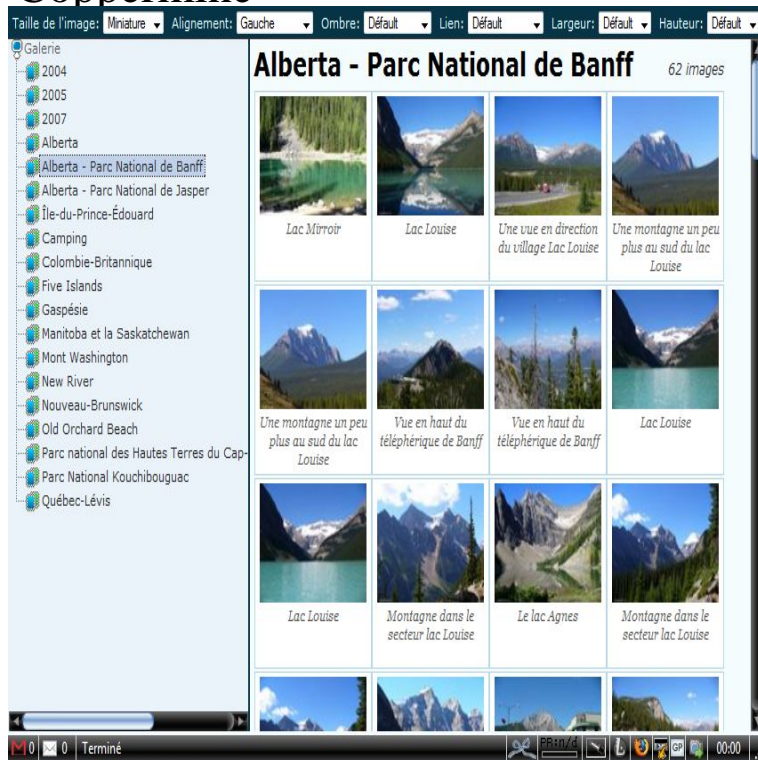 Coppermine
Taille de l'image: Miniature Alignement: Gauche Ombre: Défault Lien: Défault Largeur: Défault Hauteur: Défault
Galerie
2004
2005
2007
Alberta
Alberta - Parc National de Banff
Alberta - Parc National de Jasper
Île-du-Prince-Édouard
Camping
Colombie-Britannique
Five Islands
Gaspésie
Manitoba et la Saskatchewan
Mont Washington
New River
Nouveau-Brunswick
Old Orchard Beach
Parc national des Hautes Terres du Cap-
Parc National Kouchibouguac
Québec-Lévis
Alberta - Parc National de Banff 62 images
Lac Mirroir
Lac Louise
Une vue en direction
du village Lac Louise
Une montagne un peu
plus au sud du lac
Louise
Une montagne un peu
plus au sud du lac
Louise
Vue en haut du
téléphérique de Banff
Vue en haut du
téléphérique de Banff
Lac Louise
Lac Louise
Montagne dans le
secteur lac Louise
Le lac Agnes
Montagne dans le
secteur lac Louise
0 0 Terminé PR: n/d GP 00:00